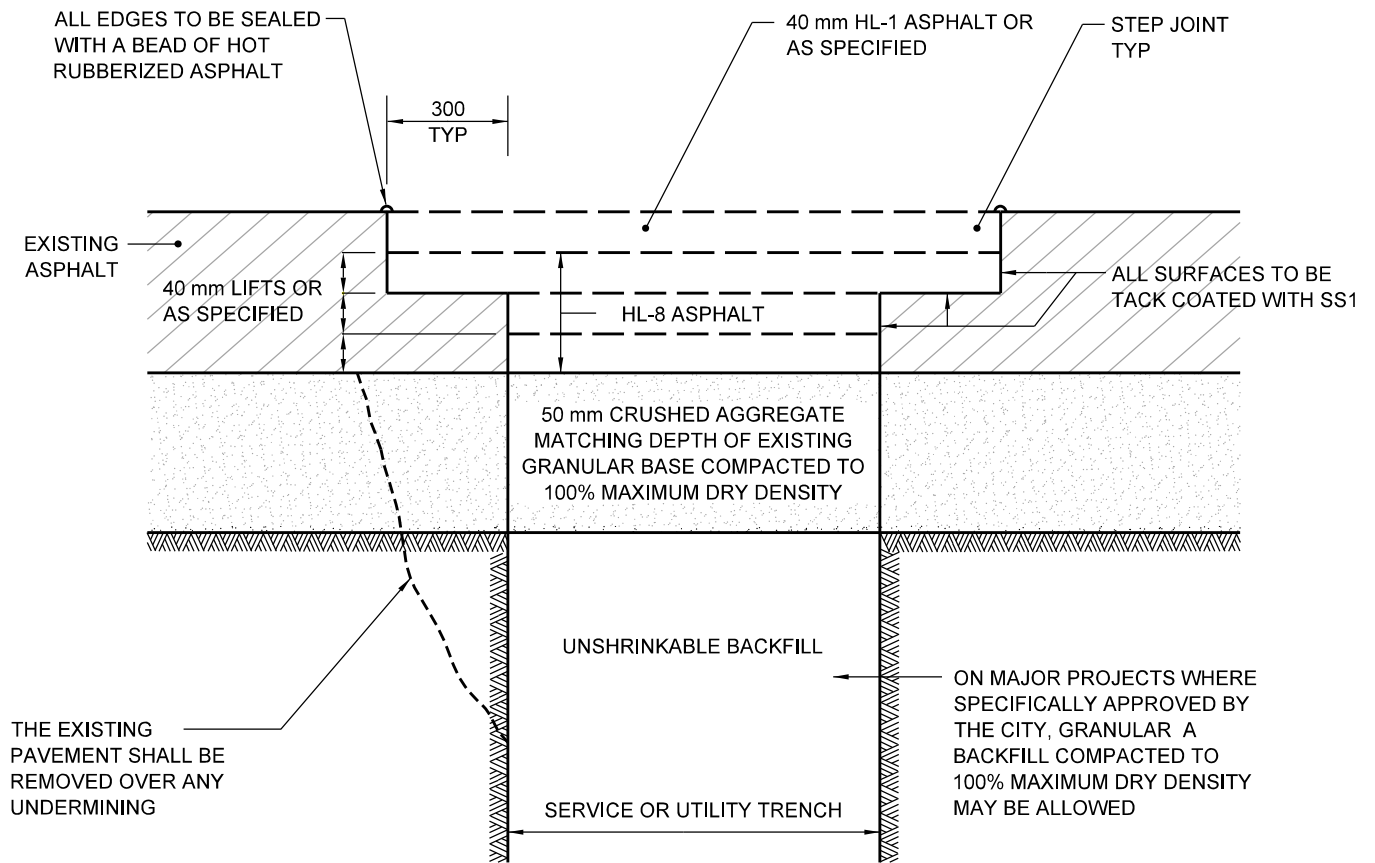 ALL EDGES TO BE SEALED
WITH A BEAD OF HOT
RUBBERIZED ASPHALT
40 mm HL-1 ASPHALT OR
AS SPECIFIED
STEP JOINT
TYP
300
TYP
EXISTING
ASPHALT
40 mm LIFTS OR
AS SPECIFIED
HL-8 ASPHALT
ALL SURFACES TO BE
TACK COATED WITH SS1
50 mm CRUSHED AGGREGATE
MATCHING DEPTH OF EXISTING
GRANULAR BASE COMPACTED TO
100% MAXIMUM DRY DENSITY
UNSHRINKABLE BACKFILL
ON MAJOR PROJECTS WHERE
SPECIFICALLY APPROVED BY
THE CITY, GRANULAR A
BACKFILL COMPACTED TO
100% MAXIMUM DRY DENSITY
MAY BE ALLOWED
THE EXISTING
PAVEMENT SHALL BE
REMOVED OVER ANY
UNDERMINING
SERVICE OR UTILITY TRENCH